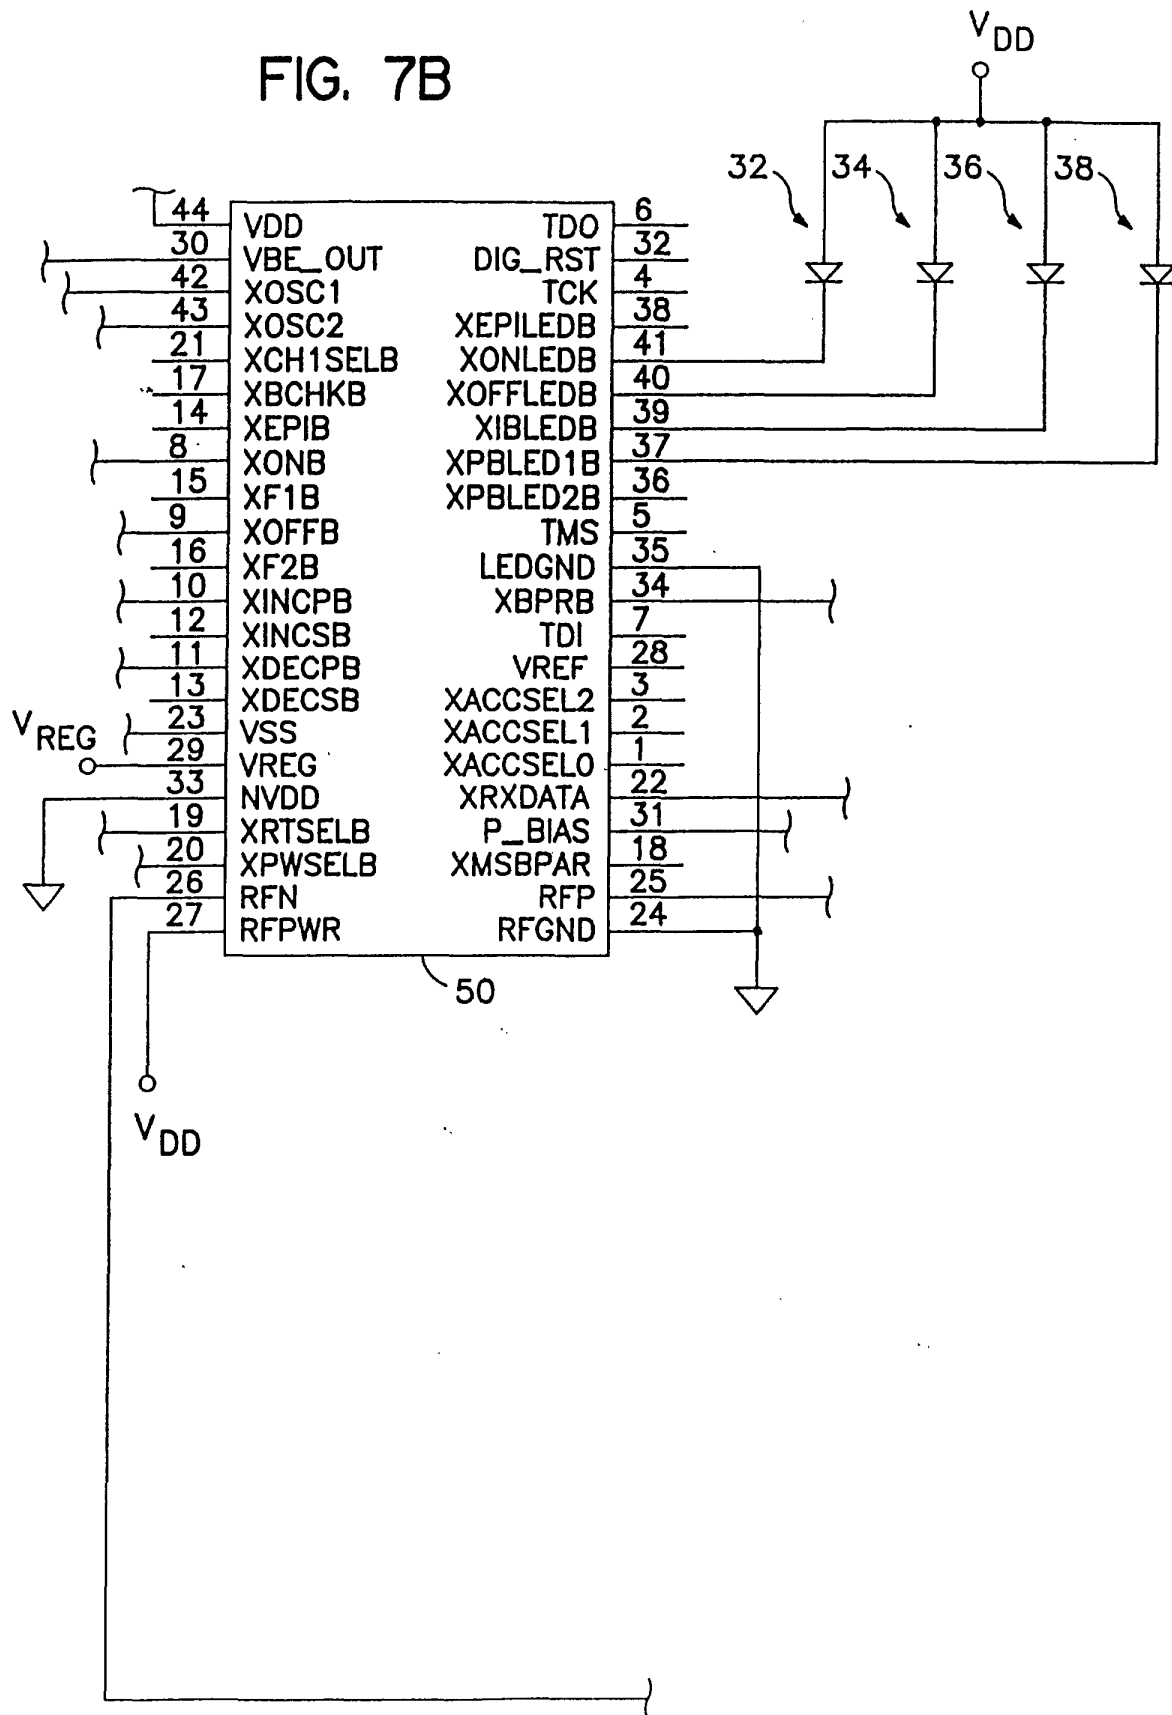 FIG. 7B
VDD
32 34 36 38
44 VDD TDO 6
30 VBE_OUT DIG_RST 32
42 XOSC1 TCK 4
43 XOSC2 XEPILEDB 38
21 XCH1SELB XONLEDB 41
17 XBCHKB XOFFLEDB 40
14 XEPIB XIBLEDB 39
8 XONB XPBLED1B 37
15 XF1B XPBLED2B 36
9 XOFFB TMS 5
16 XF2B LEDGND 35
10 XINCPB XBPRB 34
12 XINCSB TDI 7
11 XDECPB VREF 28
13 XDECSB XACCSEL2 3
23 VSS XACCSEL1 2
VREG 29 VREG XACCSEL0 1
33 NVDD XRXDATA 22
19 XRTSELB P_BIAS 31
20 XPWSELB XMSBPAR 18
26 RFN RFP 25
27 RFPWR RFGND 24
50
VDD